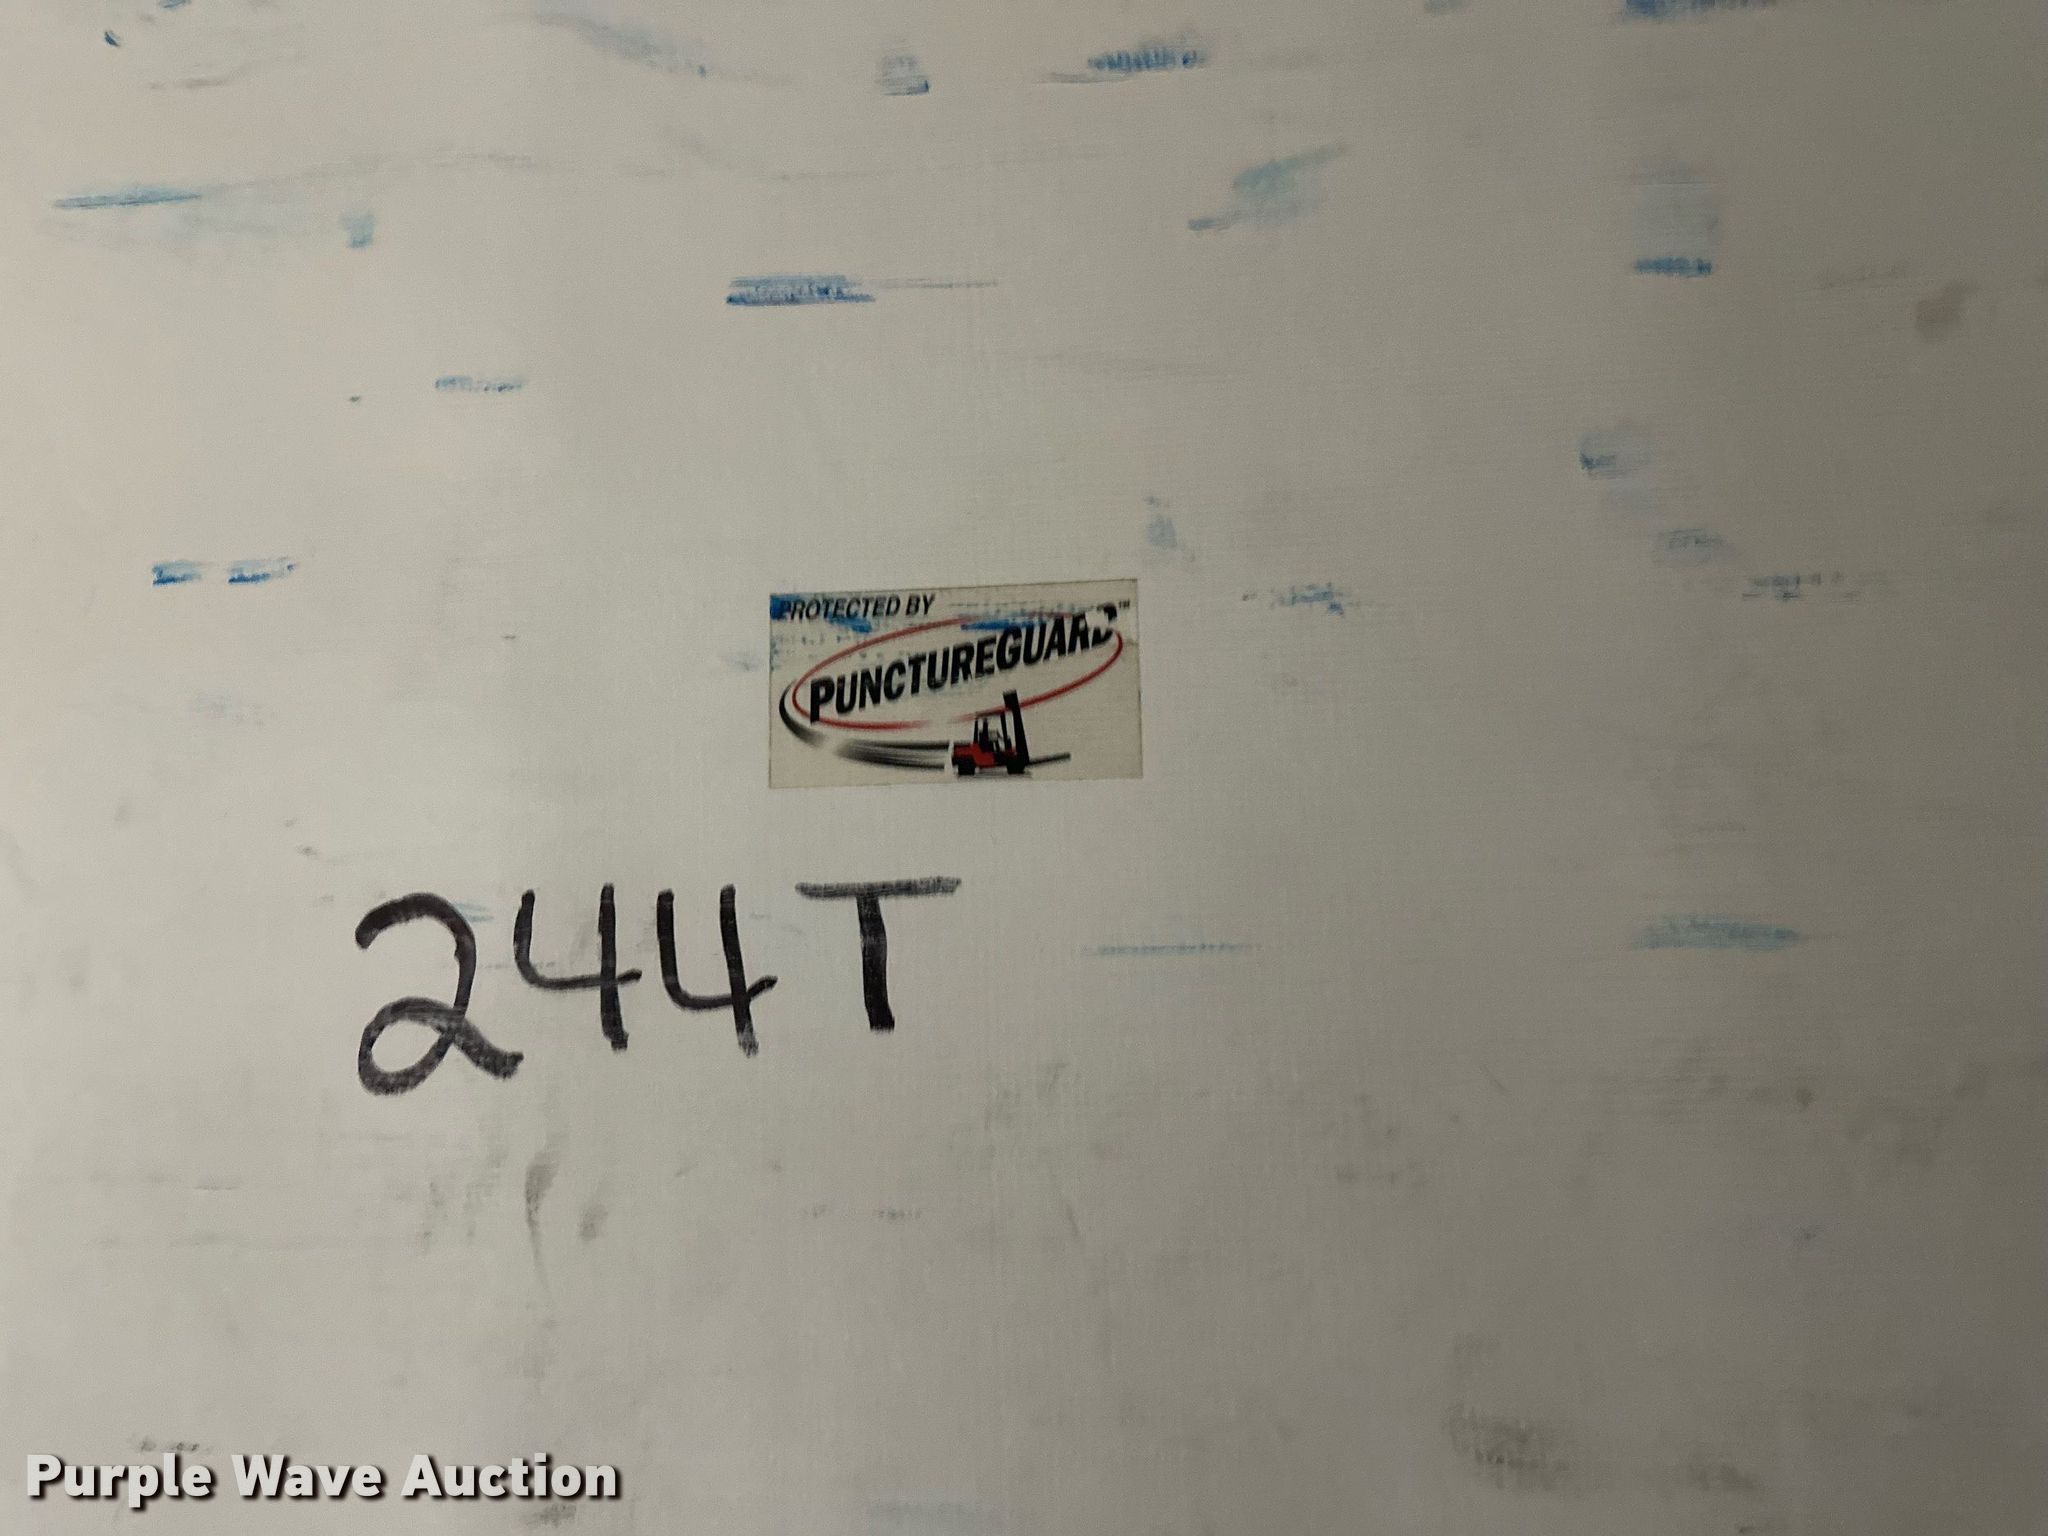 PROTECTED BY
PUNCTUREGUARD™
244T
Purple Wave Auction